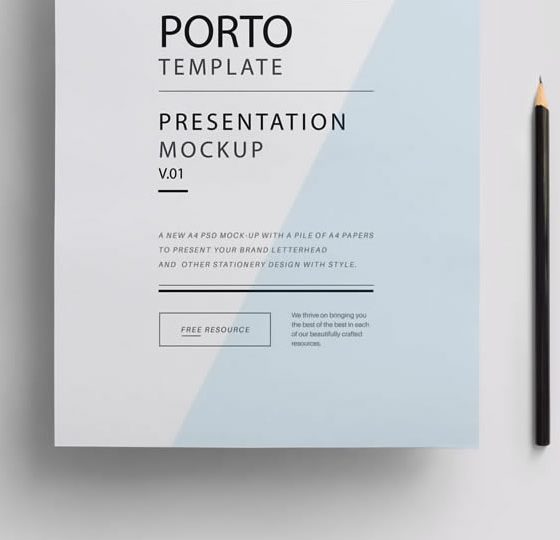 PORTO
TEMPLATE
PRESENTATION
MOCKUP
V.01
A NEW A4 PSD MOCK-UP WITH A PILE OF A4 PAPERS
TO PRESENT YOUR BRAND LETTERHEAD
AND OTHER STATIONERY DESIGN WITH STYLE.
FREE RESOURCE
We thrive on bringing you
the best of the best in each
of our beautifully crafted
resources.